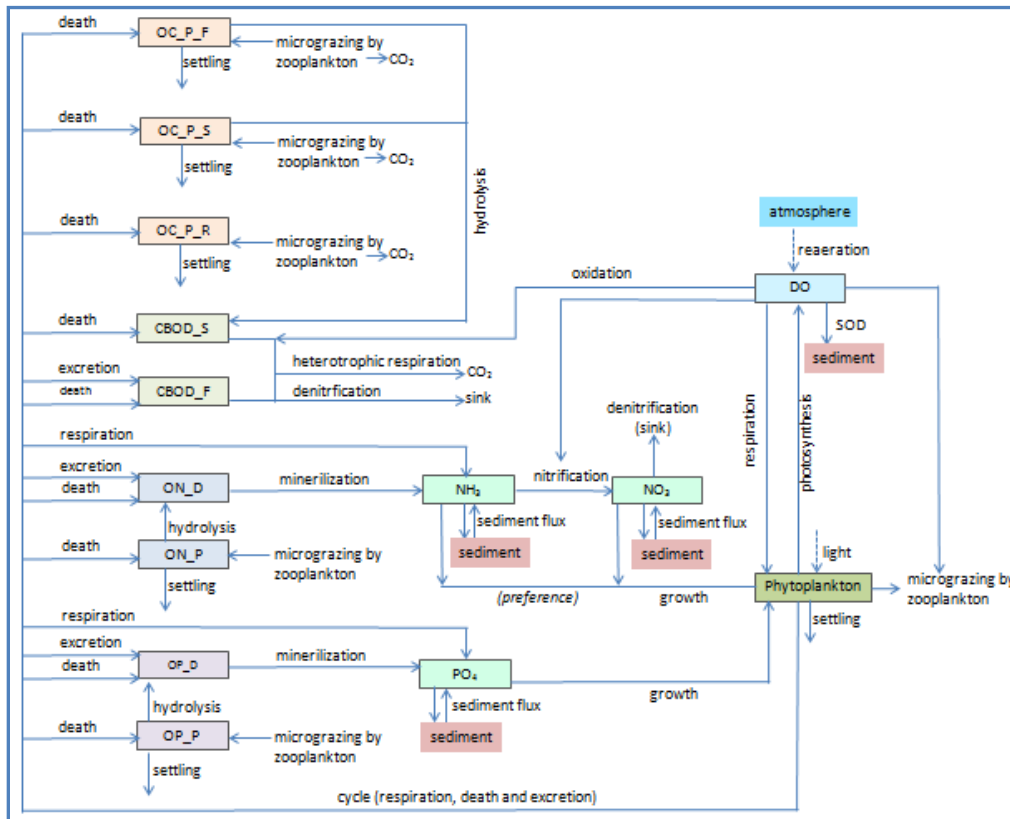 death
OC_P_F
settling
micrograzing by
zooplankton
CO₂
death
OC_P_S
settling
micrograzing by
zooplankton
CO₂
hydrolysis
death
OC_P_R
settling
micrograzing by
zooplankton
CO₂
atmosphere
reaeration
oxidation
DO
SOD
sediment
death
CBOD_S
heterotrophic respiration
CO₂
excretion
death
CBOD_F
denitrfication
sink
denitrification
(sink)
respiration
photosynthesis
respiration
excretion
death
ON_D
minerilization
NH₃
nitrification
NO₃
hydrolysis
sediment flux
sediment
sediment flux
sediment
death
ON_P
settling
micrograzing by
zooplankton
light
Phytoplankton
micrograzing by
zooplankton
settling
(preference)
growth
respiration
excretion
death
OP_D
minerilization
PO₄
growth
hydrolysis
sediment flux
sediment
death
OP_P
settling
micrograzing by
zooplankton
cycle (respiration, death and excretion)